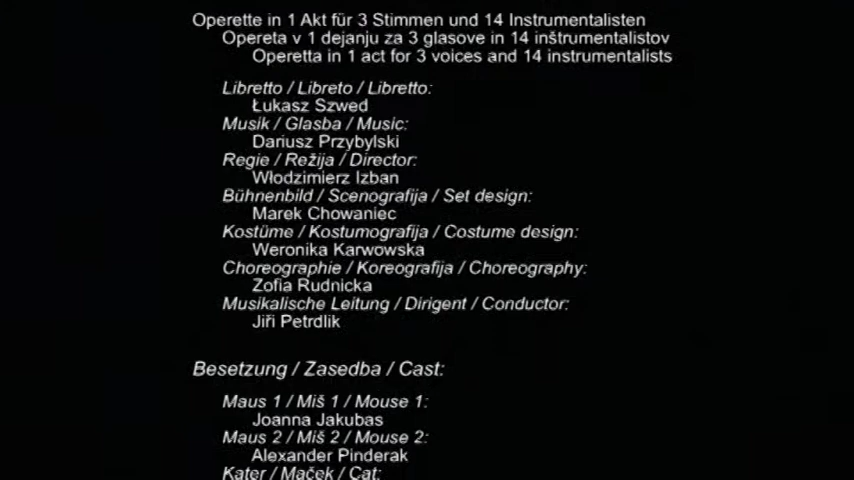 Operette in 1 Akt für 3 Stimmen und 14 Instrumentalisten
Opereta v 1 dejanju za 3 glasove in 14 inštrumentalistov
Operetta in 1 act for 3 voices and 14 instrumentalists
Libretto / Libreto / Libretto:
Łukasz Szwed
Musik / Glasba / Music:
Dariusz Przybylski
Regie / Režija / Director:
Włodzimierz Izban
Bühnenbild / Scenografija / Set design:
Marek Chowaniec
Kostüme / Kostumografija / Costume design:
Weronika Karwowska
Choreographie / Koreografija / Choreography:
Zofia Rudnicka
Musikalische Leitung / Dirigent / Conductor:
Jiří Petrdlik
Besetzung / Zasedba / Cast:
Maus 1 / Miš 1 / Mouse 1:
Joanna Jakubas
Maus 2 / Miš 2 / Mouse 2:
Alexander Pinderak
Kater / Maček / Cat: